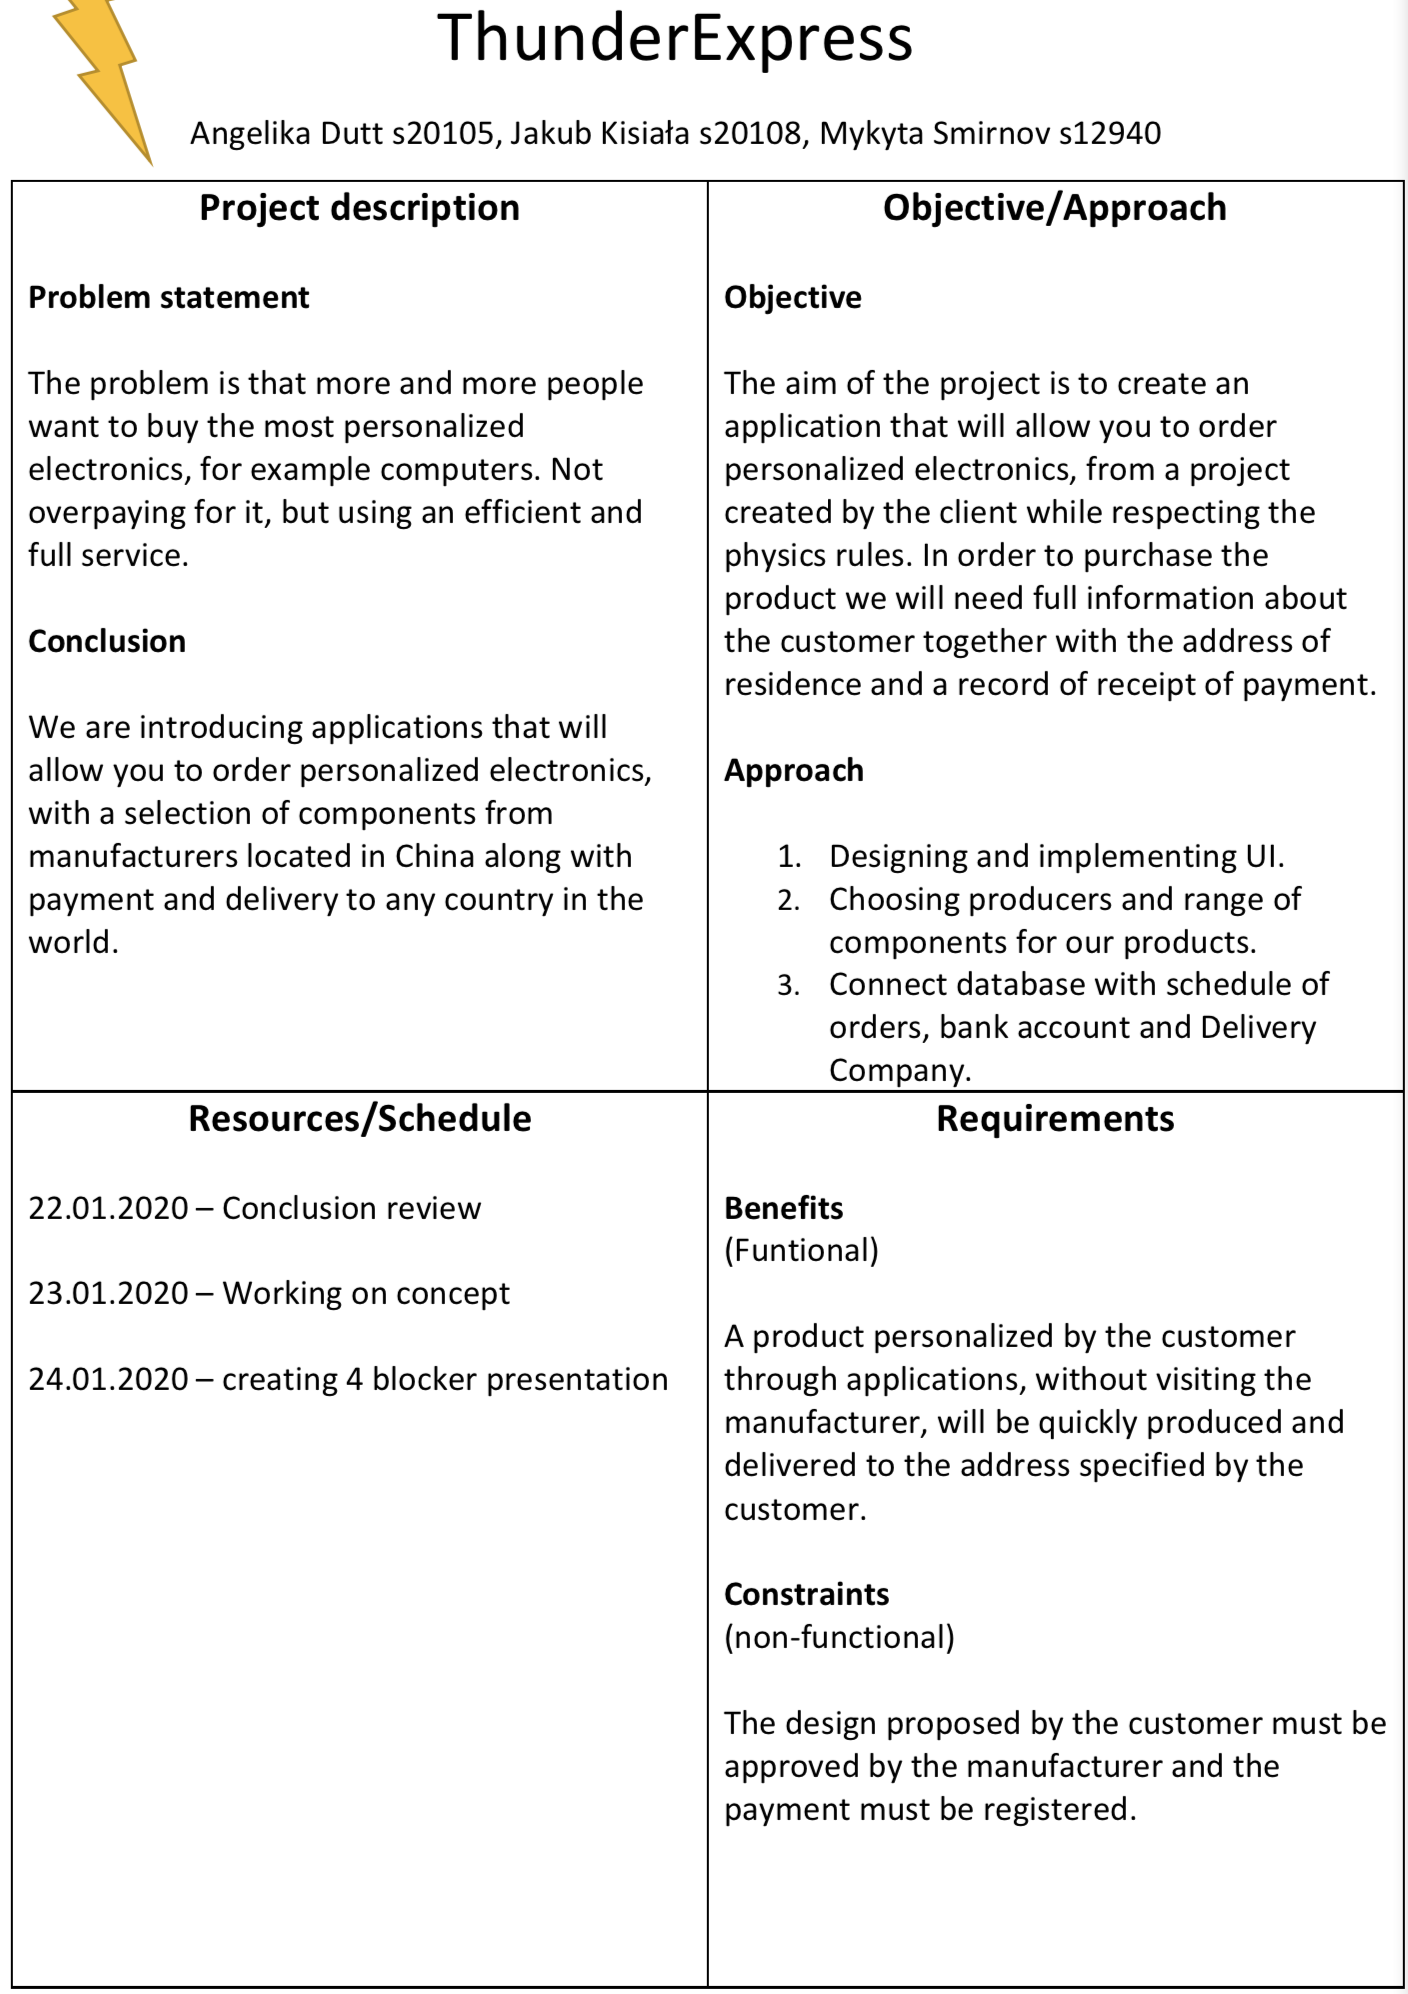 ThunderExpress
Angelika Dutt s20105, Jakub Kisiała s20108, Mykyta Smirnov s12940
Project description
Problem statement
The problem is that more and more people
want to buy the most personalized
electronics, for example computers. Not
overpaying for it, but using an efficient and
full service.
Conclusion
We are introducing applications that will
allow you to order personalized electronics,
with a selection of components from
manufacturers located in China along with
payment and delivery to any country in the
world.
Objective/Approach
Objective
The aim of the project is to create an
application that will allow you to order
personalized electronics, from a project
created by the client while respecting the
physics rules. In order to purchase the
product we will need full information about
the customer together with the address of
residence and a record of receipt of payment.
Approach
1. Designing and implementing UI.
2. Choosing producers and range of
components for our products.
3. Connect database with schedule of
orders, bank account and Delivery
Company.
Resources/Schedule
22.01.2020 – Conclusion review
23.01.2020 – Working on concept
24.01.2020 – creating 4 blocker presentation
Requirements
Benefits
(Funtional)
A product personalized by the customer
through applications, without visiting the
manufacturer, will be quickly produced and
delivered to the address specified by the
customer.
Constraints
(non-functional)
The design proposed by the customer must be
approved by the manufacturer and the
payment must be registered.